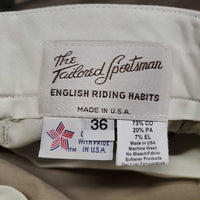 The
Tailored Sportsman
ENGLISH RIDING HABITS
MADE IN U.S.A.
36
WITH PRIDE
IN U.S.A.
73% CO
20% PA
7% EL
Made in USA
Machine Wash
No Bleach/Fabric
Softener Products